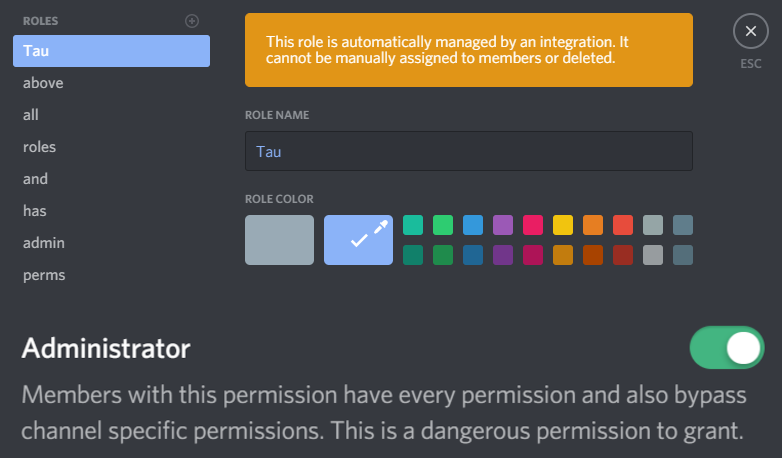 ROLES
Tau
above
all
roles
and
has
admin
perms
This role is automatically managed by an integration. It
cannot be manually assigned to members or deleted.
ESC
ROLE NAME
Tau
ROLE COLOR
Administrator
Members with this permission have every permission and also bypass
channel specific permissions. This is a dangerous permission to grant.